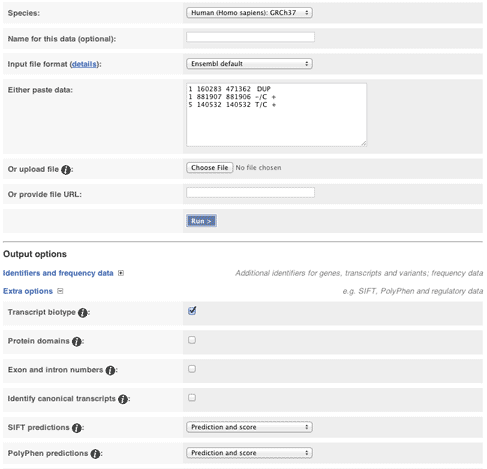 Species: Human (Homo sapiens): GRCh37
Name for this data (optional):
Input file format (details): Ensembl default
Either paste data: 1 160283 471362 DUP
1 881907 881906 -/C +
5 140532 140532 T/C +
Or upload file i: Choose File No file chosen
Or provide file URL:
Run >
Output options
Identifiers and frequency data Additional identifiers for genes, transcripts and variants; frequency data
Extra options e.g. SIFT, PolyPhen and regulatory data
Transcript biotype i:
Protein domains i:
Exon and intron numbers i:
Identify canonical transcripts i:
SIFT predictions i: Prediction and score
PolyPhen predictions i: Prediction and score